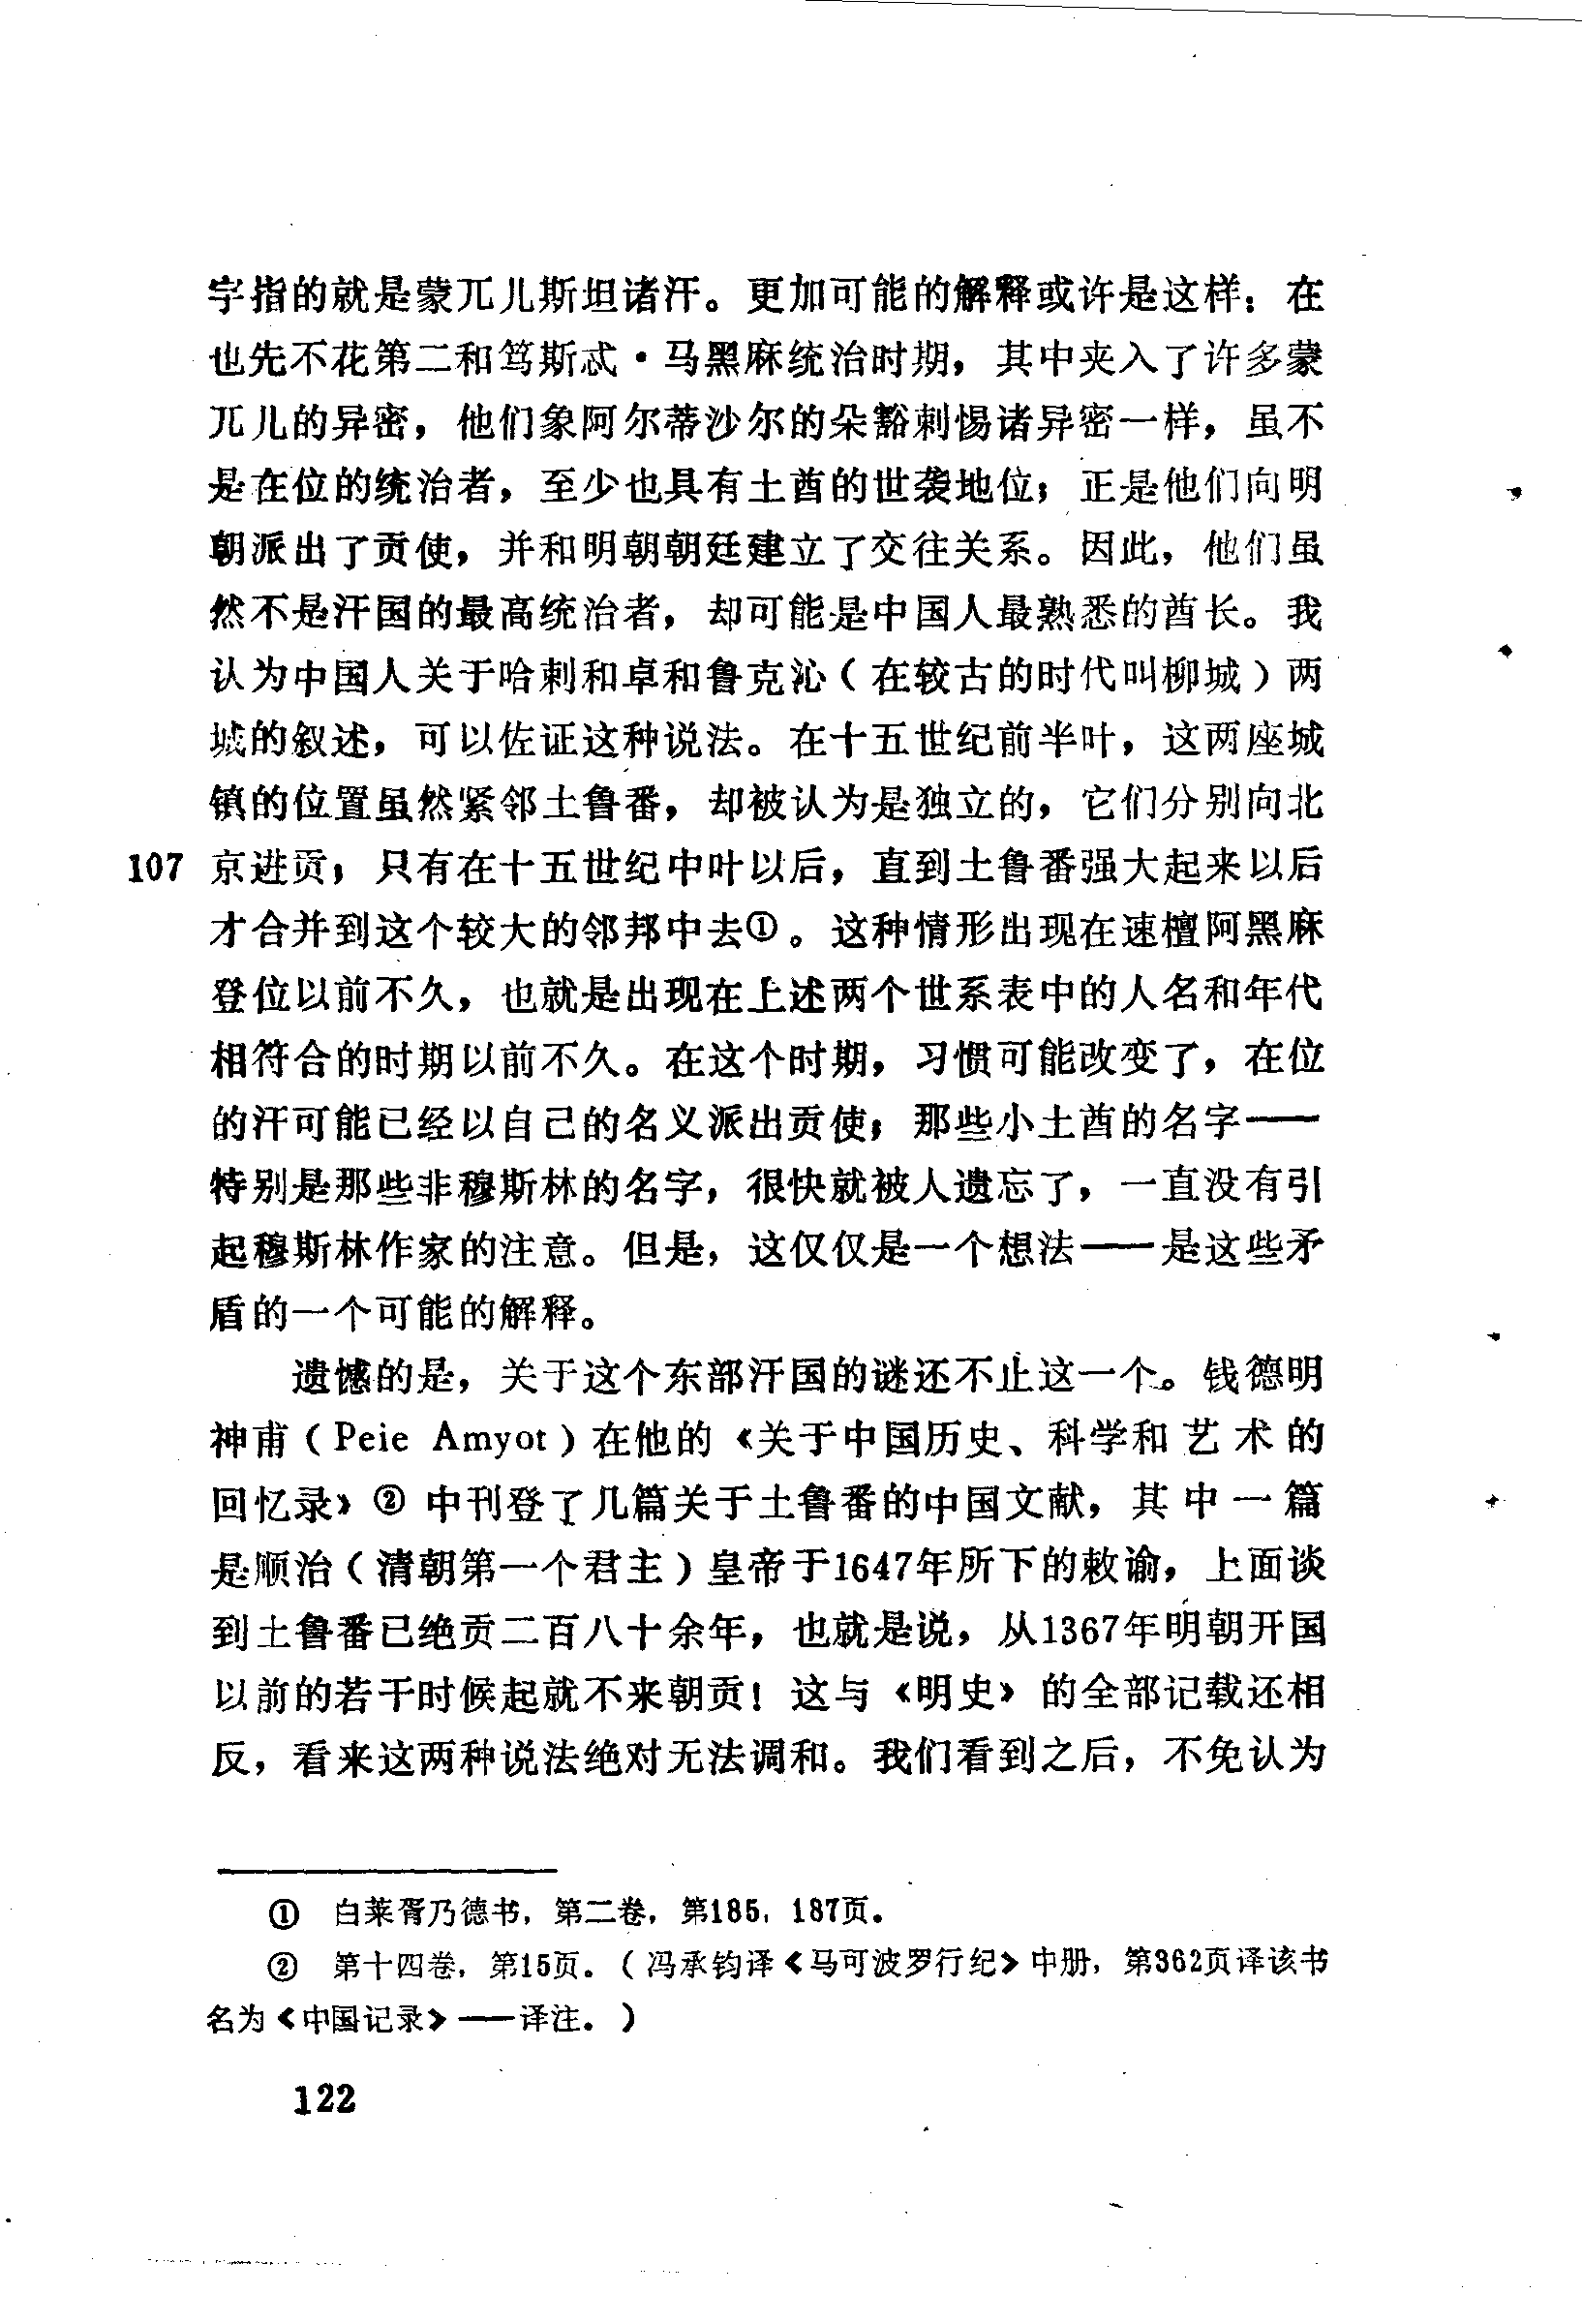 字指的就是蒙兀儿斯坦诸汗。更加可能的解释或许是这样：在
也先不花第二和笃斯忒·马黑麻统治时期，其中夹入了许多蒙
兀儿的异密，他们象阿尔蒂沙尔的朵豁剌惕诸异密一样，虽不
是在位的统治者，至少也具有土酋的世袭地位；正是他们向明
朝派出了贡使，并和明朝朝廷建立了交往关系。因此，他们虽
然不是汗国的最高统治者，却可能是中国人最熟悉的酋长。我
认为中国人关于哈剌和卓和鲁克沁（在较古的时代叫柳城）两
城的叙述，可以佐证这种说法。在十五世纪前半叶，这两座城
镇的位置虽然紧邻土鲁番，却被认为是独立的，它们分别向北
107 京进贡；只有在十五世纪中叶以后，直到土鲁番强大起来以后
才合并到这个较大的邻邦中去①。这种情形出现在速檀阿黑麻
登位以前不久，也就是出现在上述两个世系表中的人名和年代
相符合的时期以前不久。在这个时期，习惯可能改变了，在位
的汗可能已经以自己的名义派出贡使；那些小土酋的名字——
特别是那些非穆斯林的名字，很快就被人遗忘了，一直没有引
起穆斯林作家的注意。但是，这仅仅是一个想法——是这些矛
盾的一个可能的解释。
遗憾的是，关于这个东部汗国的谜还不止这一个。钱德明
神甫（Peie Amyot）在他的《关于中国历史、科学和艺术的
回忆录》②中刊登了几篇关于土鲁番的中国文献，其中一篇
是顺治（清朝第一个君主）皇帝于1647年所下的敕谕，上面谈
到土鲁番已绝贡二百八十余年，也就是说，从1367年明朝开国
以前的若干时候起就不来朝贡！这与《明史》的全部记载还相
反，看来这两种说法绝对无法调和。我们看到之后，不免认为
① 白莱胥乃德书，第二卷，第185，187页。
② 第十四卷，第15页。（冯承钧译《马可波罗行纪》中册，第362页译该书
名为《中国记录》——译注。）
122